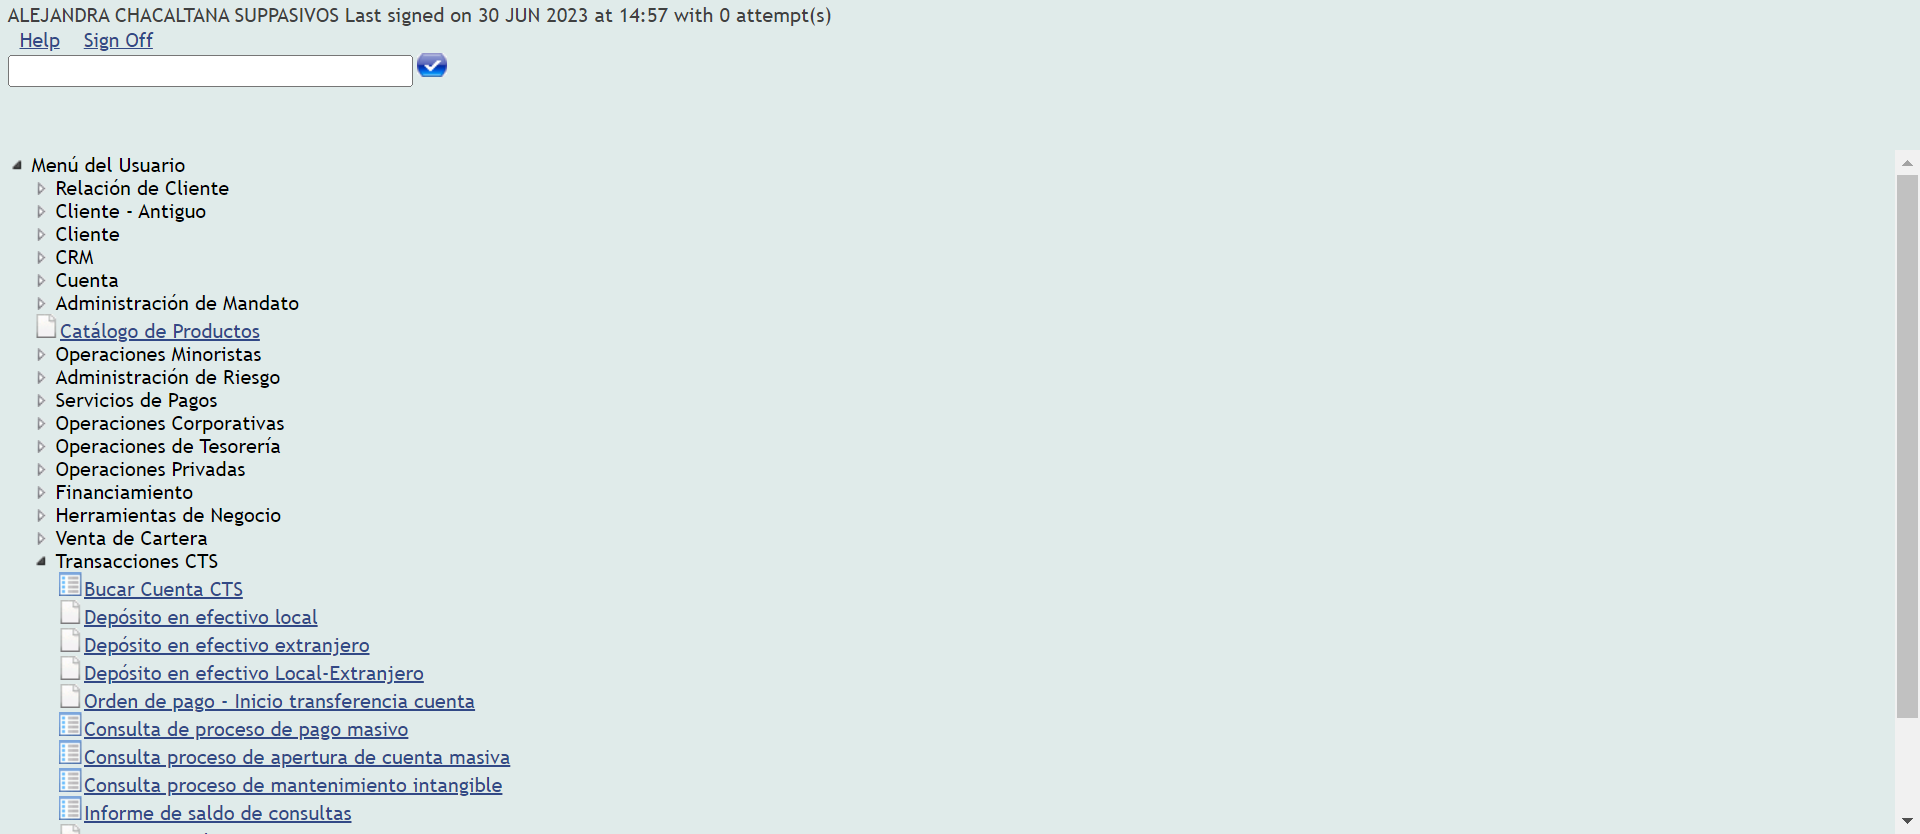 ALEJANDRA CHACALTANA SUPPASIVOS Last signed on 30 JUN 2023 at 14:57 with 0 attempt(s)
Help Sign Off
Menú del Usuario
Relación de Cliente
Cliente - Antiguo
Cliente
CRM
Cuenta
Administración de Mandato
Catálogo de Productos
Operaciones Minoristas
Administración de Riesgo
Servicios de Pagos
Operaciones Corporativas
Operaciones de Tesorería
Operaciones Privadas
Financiamiento
Herramientas de Negocio
Venta de Cartera
Transacciones CTS
Bucar Cuenta CTS
Depósito en efectivo local
Depósito en efectivo extranjero
Depósito en efectivo Local-Extranjero
Orden de pago - Inicio transferencia cuenta
Consulta de proceso de pago masivo
Consulta proceso de apertura de cuenta masiva
Consulta proceso de mantenimiento intangible
Informe de saldo de consultas